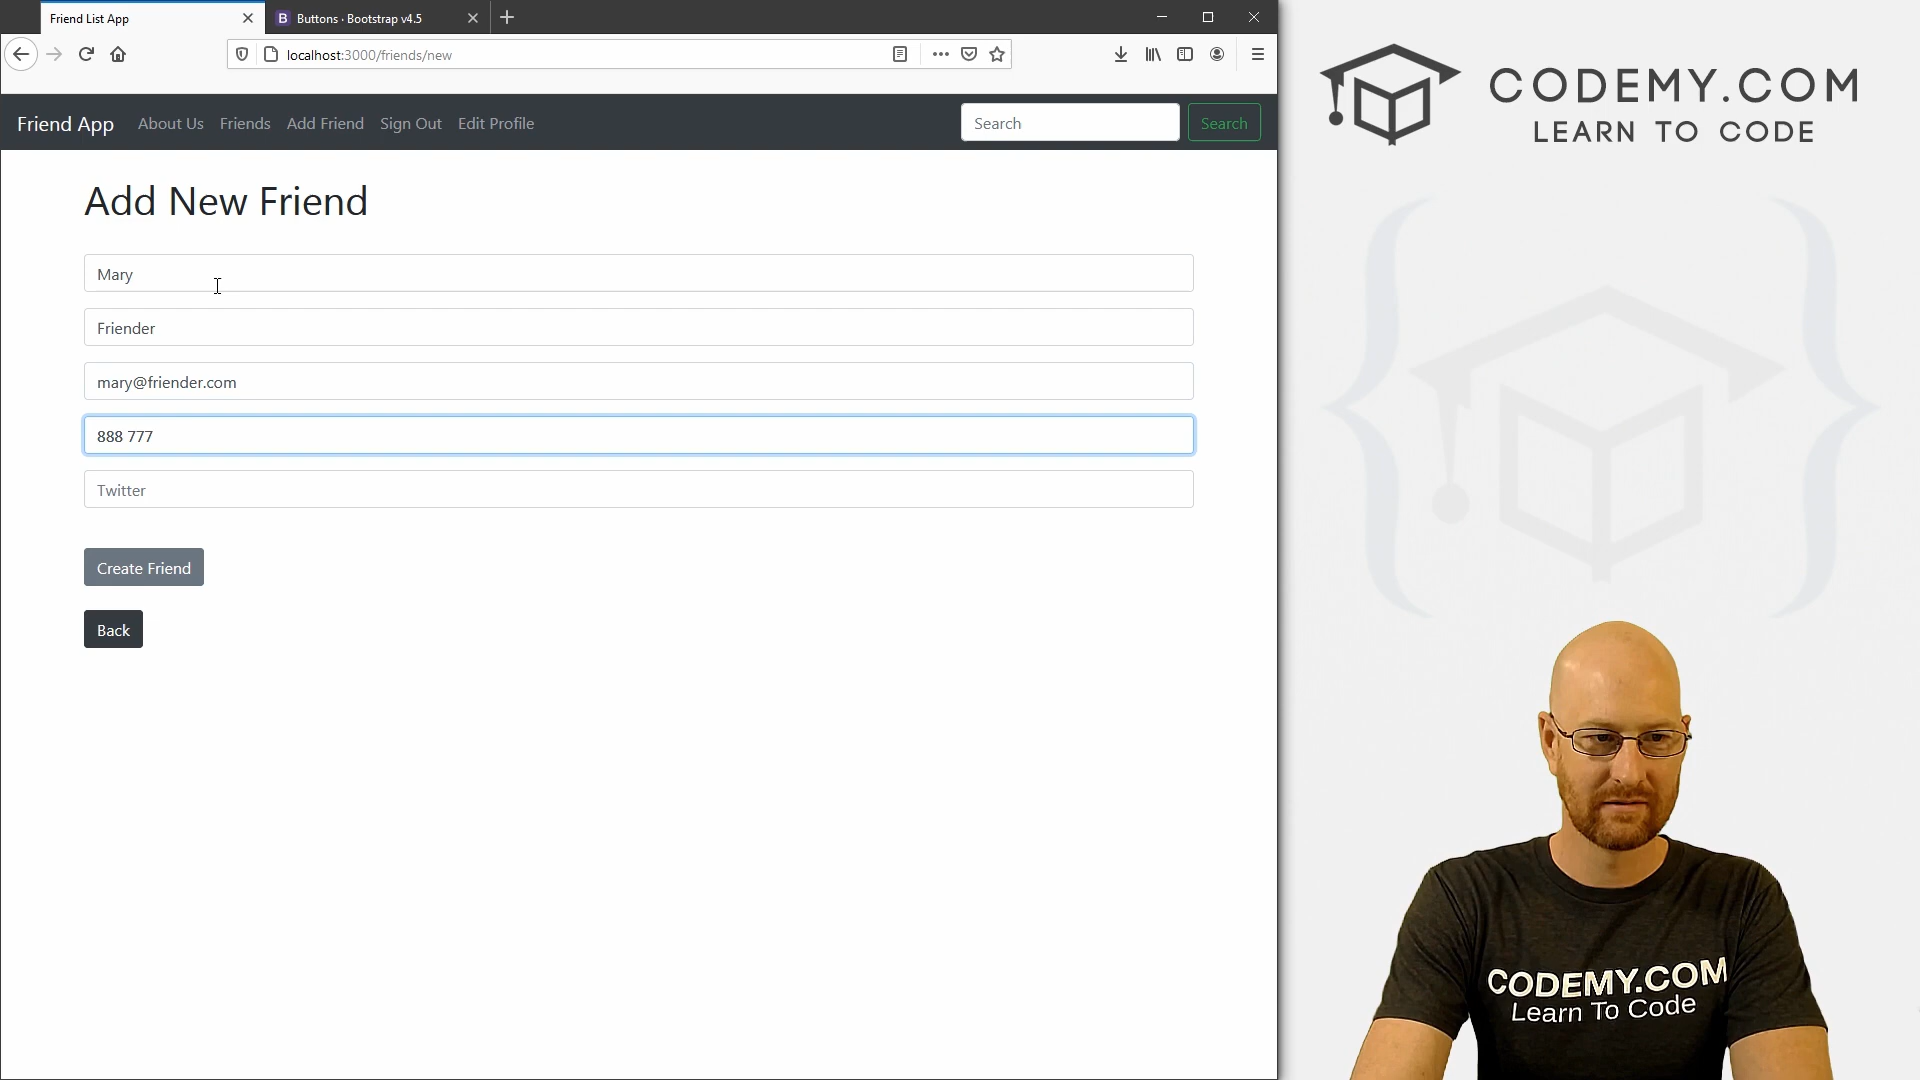 Friend List App
B Buttons · Bootstrap v4.5
localhost:3000/friends/new
Friend App About Us Friends Add Friend Sign Out Edit Profile Search Search
Add New Friend
Mary
Friender
mary@friender.com
888 777
Twitter
Create Friend
Back
CODEMY.COM
LEARN TO CODE
CODEMY.COM
Learn To Code